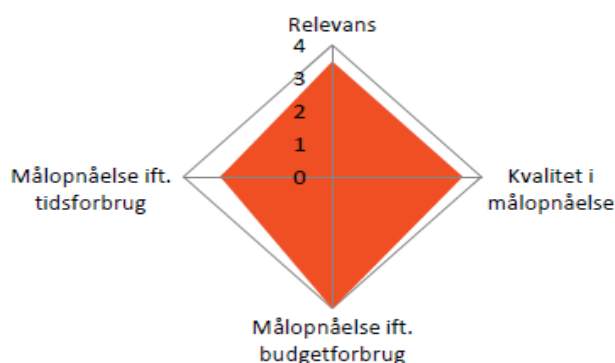 Relevans
4
3
2
1
0
Målopnåelse ift.
tidsforbrug
Kvalitet i
målopnåelse
Målopnåelse ift.
budgetforbrug